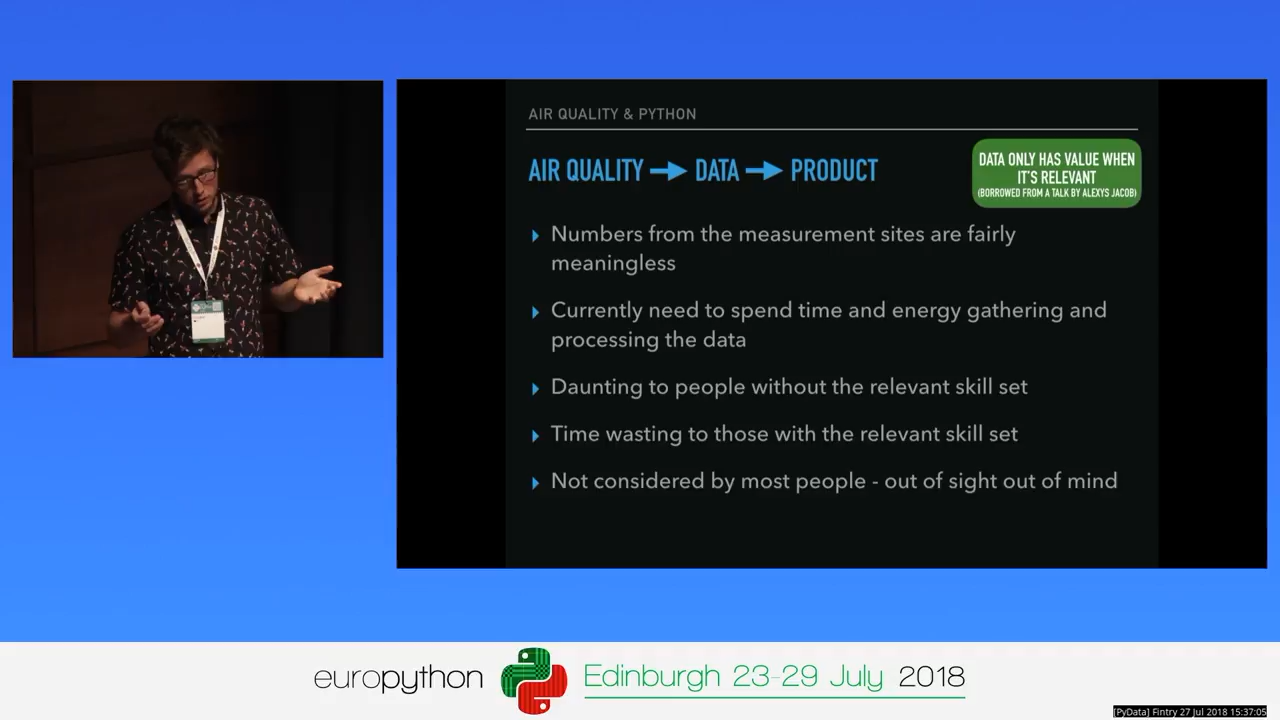 AIR QUALITY & PYTHON
AIR QUALITY → DATA → PRODUCT
DATA ONLY HAS VALUE WHEN
IT'S RELEVANT
(BORROWED FROM A TALK BY ALEXYS JACOB)
Numbers from the measurement sites are fairly
meaningless
Currently need to spend time and energy gathering and
processing the data
Daunting to people without the relevant skill set
Time wasting to those with the relevant skill set
Not considered by most people - out of sight out of mind
europython
Edinburgh 23-29 July 2018
[PyData] Fintry 27 Jul 2018 15:37:05